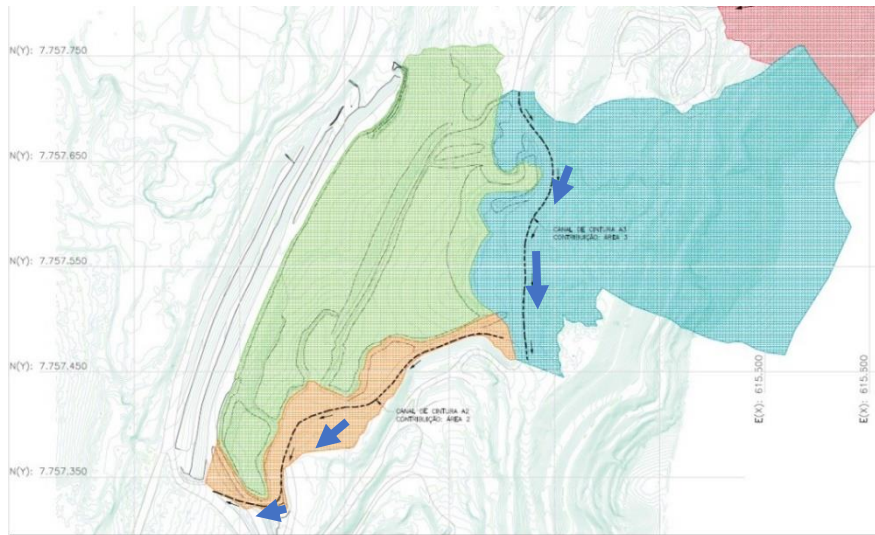 N(Y): 7.757.750
N(Y): 7.757.650
CANAL DE CINTURA A3
CONTRIBUIÇÃO: ÁREA 3
N(Y): 7.757.550
N(Y): 7.757.450
E(X): 615.500
E(X): 615.600
CANAL DE CINTURA A2
CONTRIBUIÇÃO: ÁREA 2
N(Y): 7.757.350